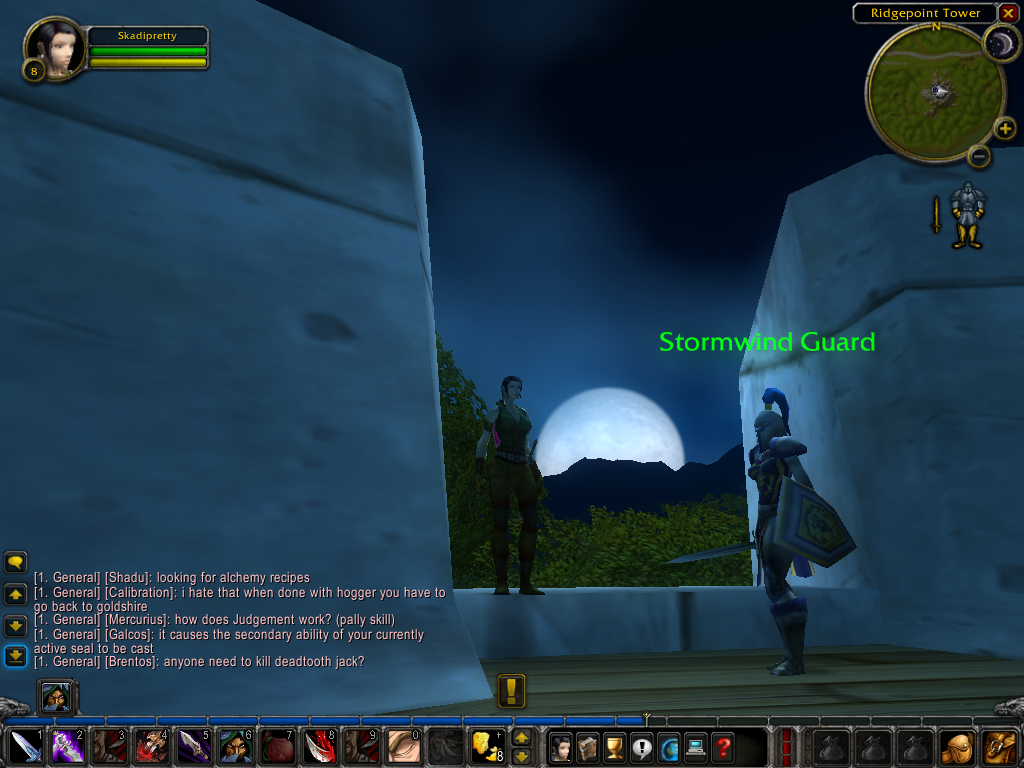 Skadipretty
8
Ridgepoint Tower
N
Stormwind Guard
[1. General] [Shadu]: looking for alchemy recipes
[1. General] [Calibration]: i hate that when done with hogger you have to
go back to goldshire
[1. General] [Mercurius]: how does Judgement work? (pally skill)
[1. General] [Galcos]: it causes the secondary ability of your currently
active seal to be cast
[1. General] [Brentos]: anyone need to kill deadtooth jack?
1 2 3 4 5 6 7 8 9 0
8